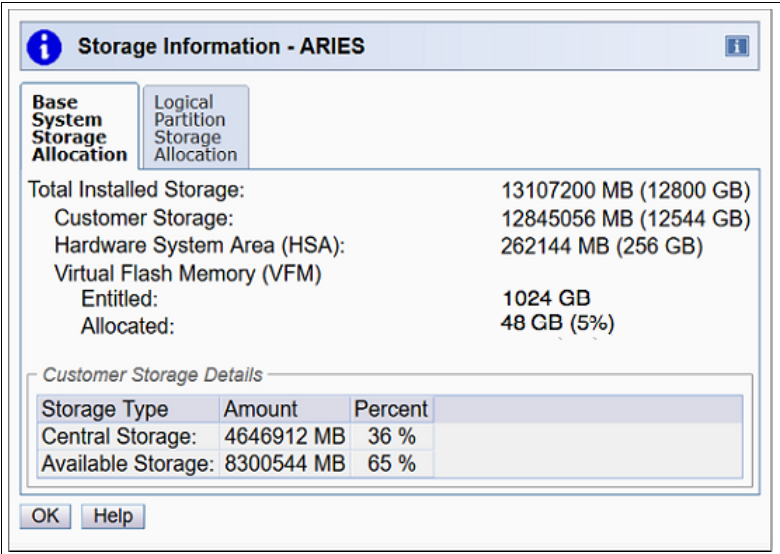 Storage Information - ARIES
Base
System
Storage
Allocation
Logical
Partition
Storage
Allocation
Total Installed Storage: 13107200 MB (12800 GB)
Customer Storage: 12845056 MB (12544 GB)
Hardware System Area (HSA): 262144 MB (256 GB)
Virtual Flash Memory (VFM)
Entitled: 1024 GB
Allocated: 48 GB (5%)
Customer Storage Details
Storage Type Amount Percent
Central Storage: 4646912 MB 36 %
Available Storage: 8300544 MB 65 %
OK Help